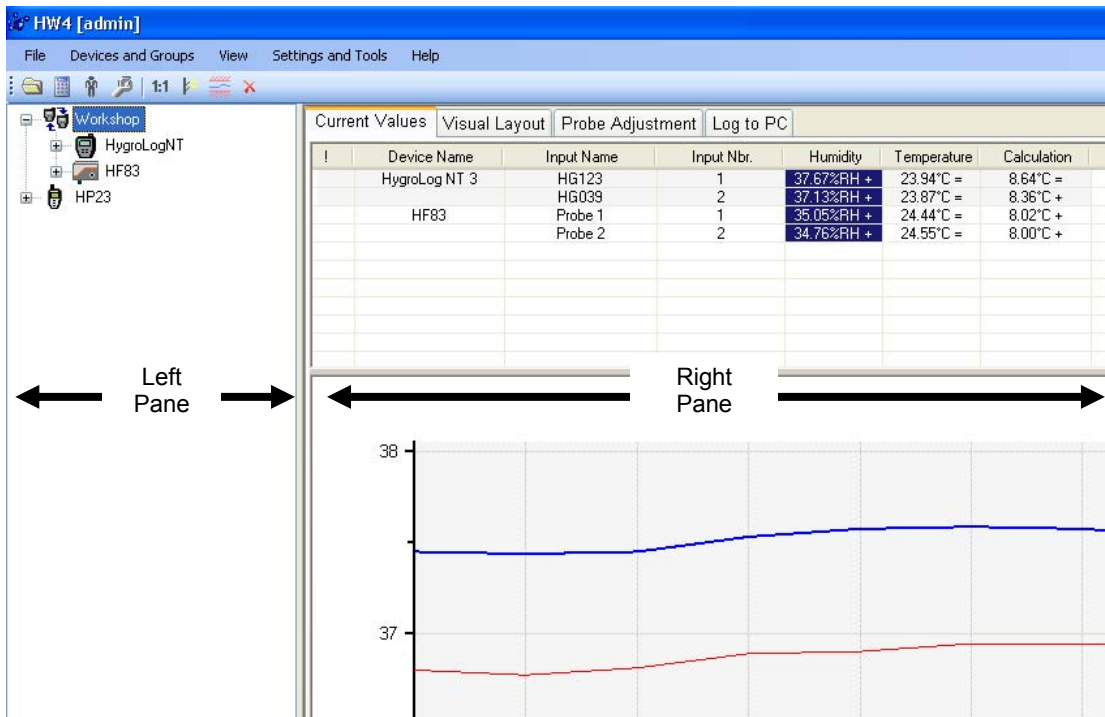 HW4 [admin]
File Devices and Groups View Settings and Tools Help
1:1
Workshop
HygroLogNT
HF83
HP23
Current Values Visual Layout Probe Adjustment Log to PC
! Device Name Input Name Input Nbr. Humidity Temperature Calculation
HygroLog NT 3 HG123 1 37.67%RH + 23.94°C = 8.64°C =
HG039 2 37.13%RH + 23.87°C = 8.36°C +
HF83 Probe 1 1 35.05%RH + 24.44°C = 8.02°C +
Probe 2 2 34.76%RH + 24.55°C = 8.00°C +
Left
Pane
Right
Pane
38
37